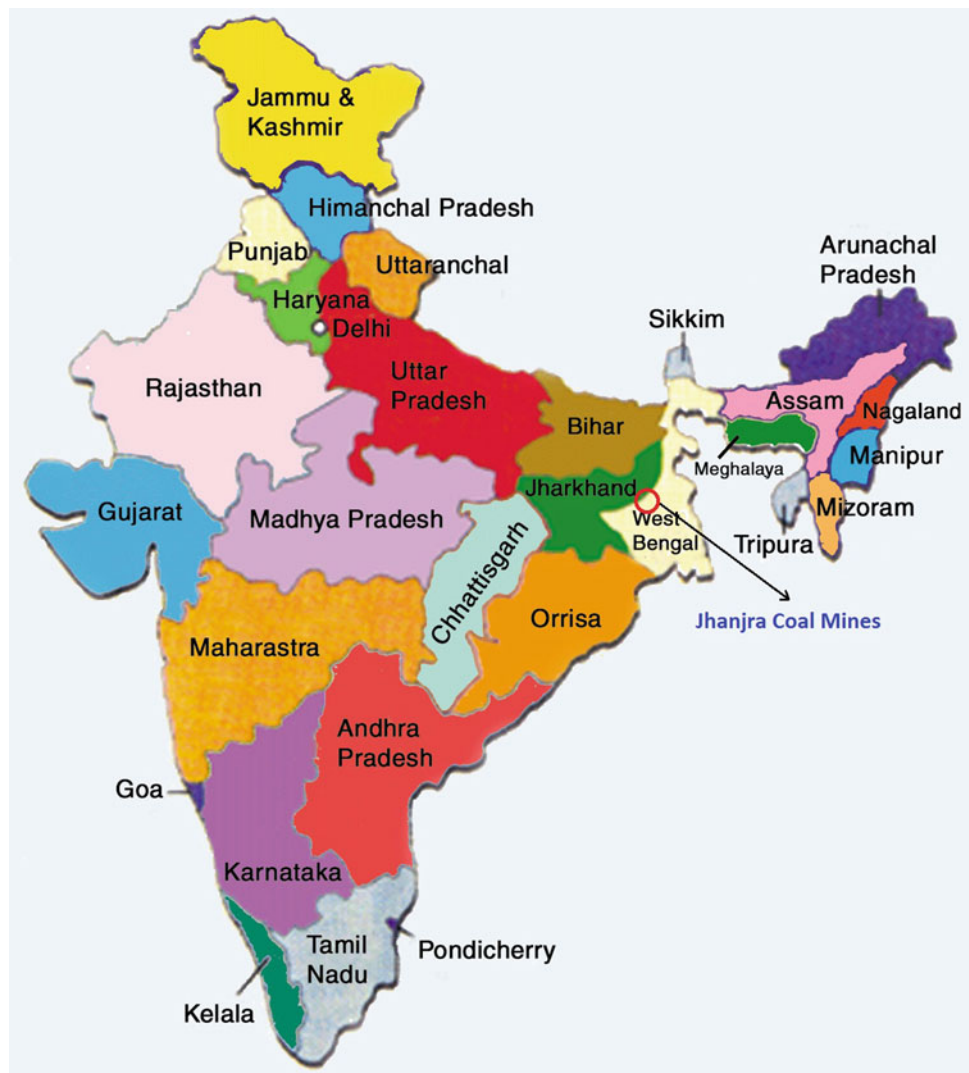 Jammu &
Kashmir
Himanchal Pradesh
Punjab
Uttaranchal
Arunachal
Pradesh
Haryana
Delhi
Sikkim
Rajasthan
Uttar
Pradesh
Assam
Nagaland
Bihar
Meghalaya
Manipur
Jharkhand
Gujarat
Madhya Pradesh
West
Bengal
Mizoram
Tripura
Chhattisgarh
Orrisa
Jhanjra Coal Mines
Maharastra
Andhra
Pradesh
Goa
Karnataka
Tamil
Nadu
Pondicherry
Kelala